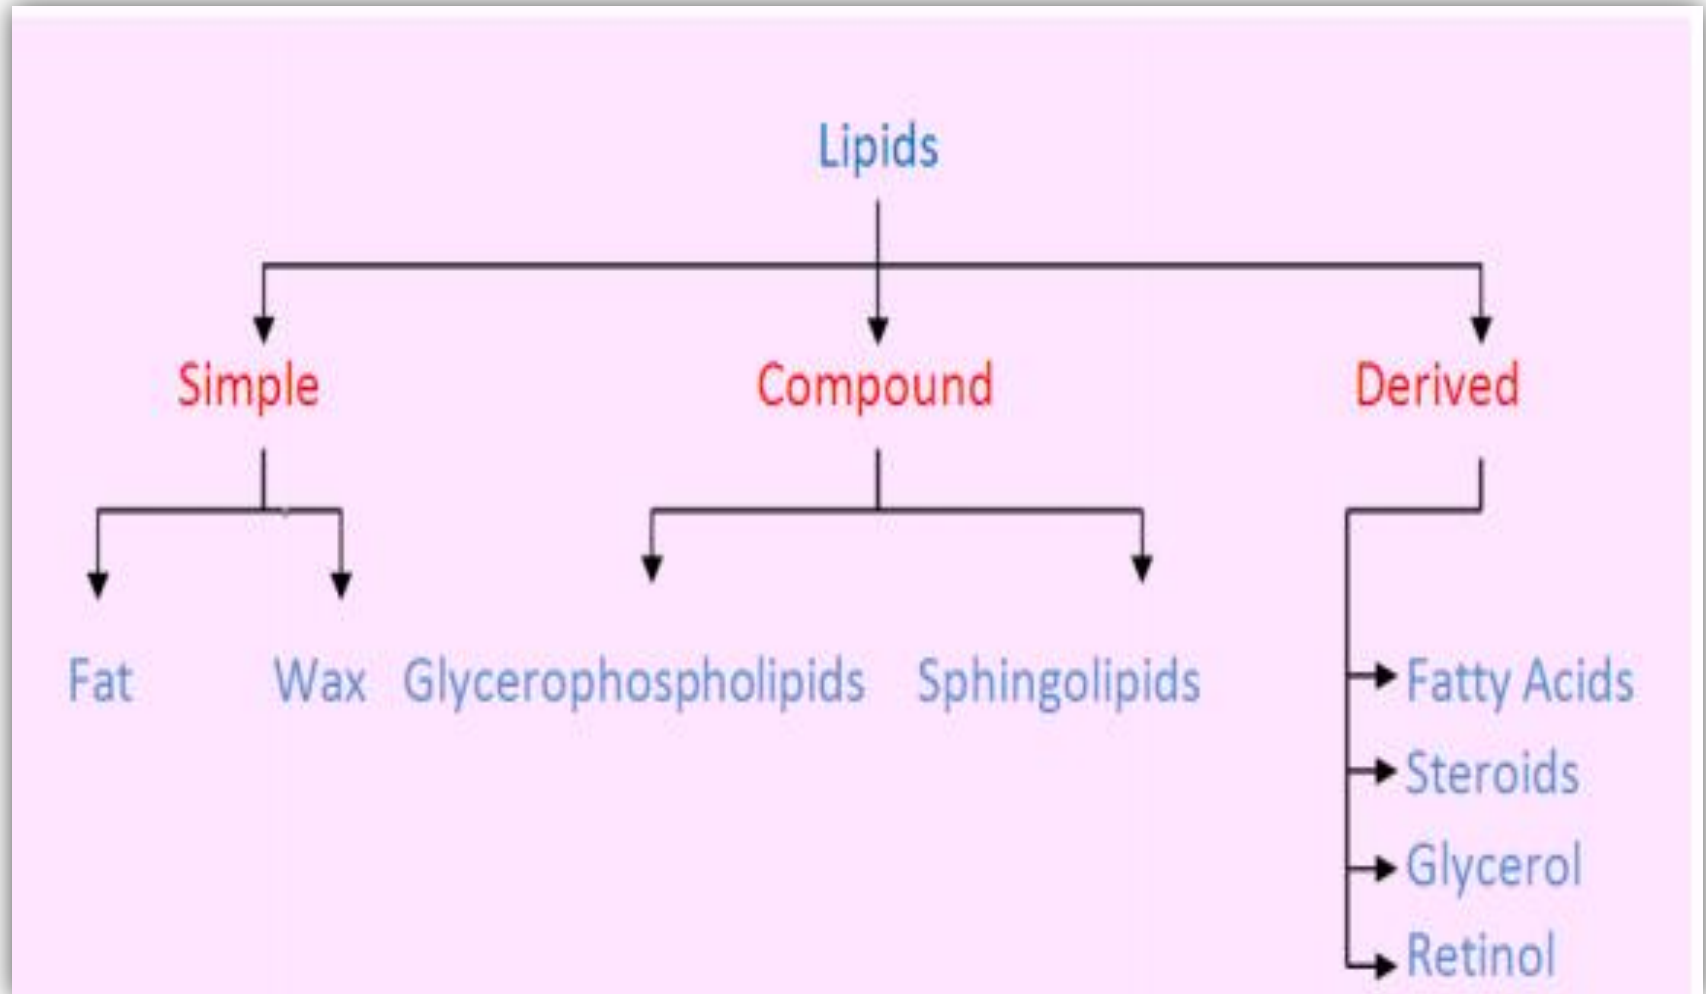 Lipids
Simple Compound Derived
Fat Wax Glycerophospholipids Sphingolipids Fatty Acids
Steroids
Glycerol
Retinol